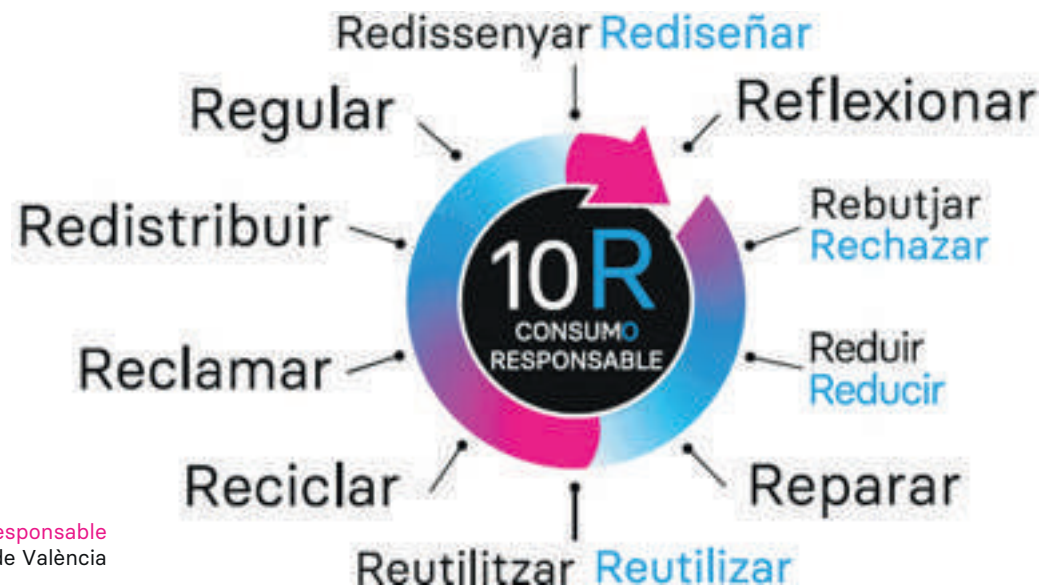 Redissenyar Rediseñar
Reflexionar
Rebutjar
Rechazar
Reduir
Reducir
Reparar
Reutilitzar Reutilizar
Reciclar
Reclamar
Redistribuir
Regular
10R
CONSUMO
RESPONSABLE
esponsable
de València